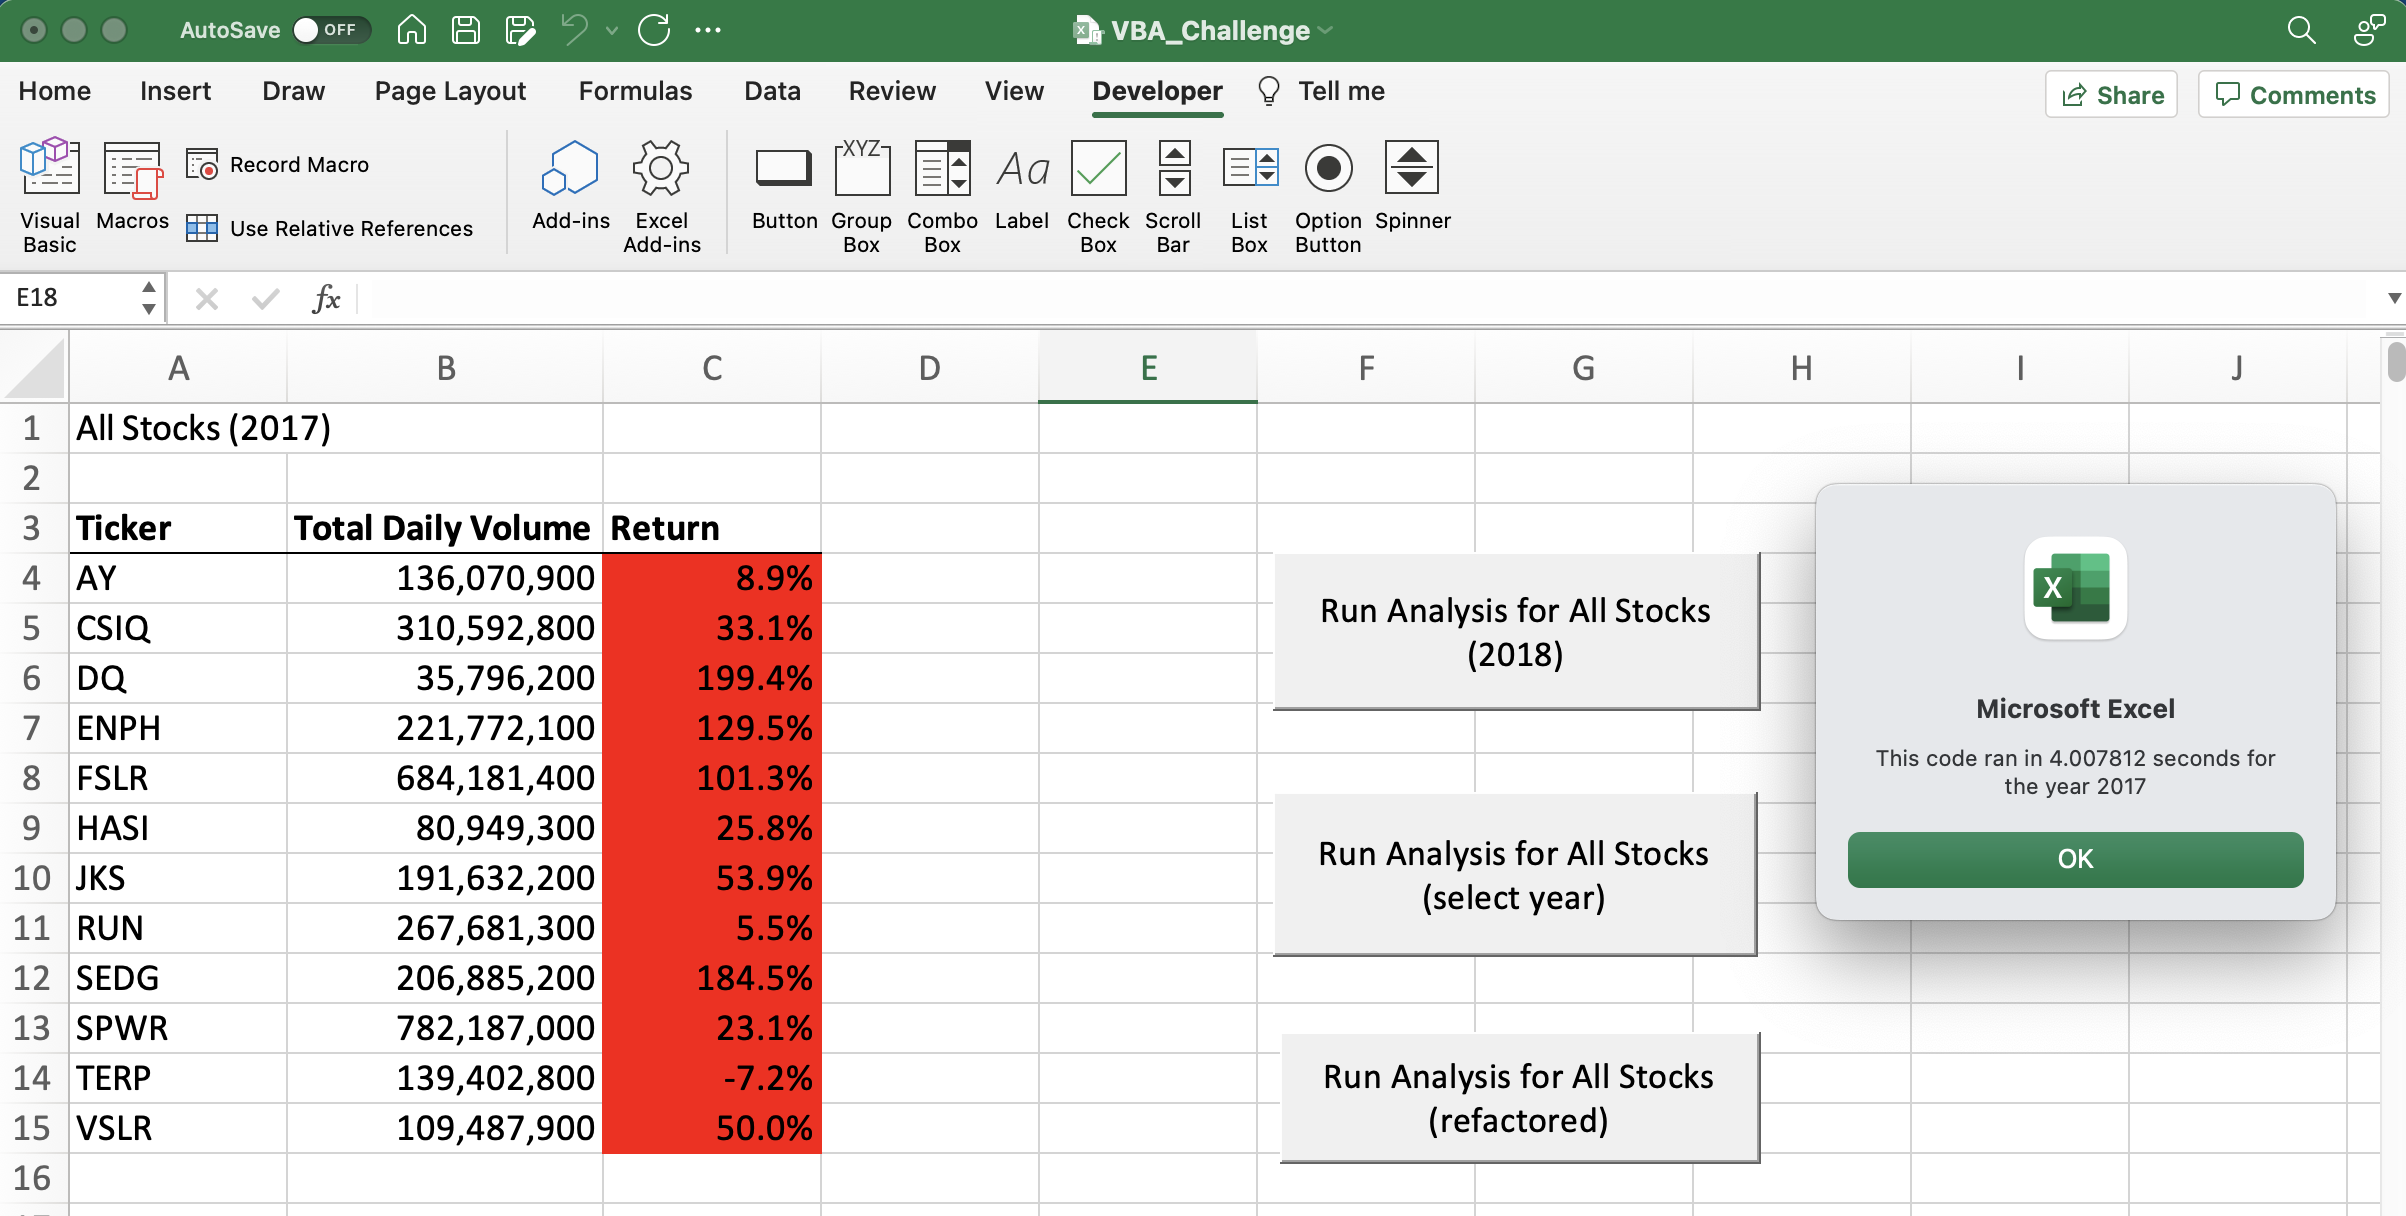 AutoSave OFF VBA_Challenge
Home Insert Draw Page Layout Formulas Data Review View Developer Tell me Share Comments
Visual Basic
Macros
Record Macro
Use Relative References
Add-ins
Excel Add-ins
Button
XYZ
Group Box
Combo Box
Aa
Label
Check Box
Scroll Bar
List Box
Option Button
Spinner
E18 fx
A B C D E F G H I J
1 All Stocks (2017)
2
3 Ticker Total Daily Volume Return
4 AY 136,070,900 8.9%
5 CSIQ 310,592,800 33.1%
6 DQ 35,796,200 199.4%
7 ENPH 221,772,100 129.5%
8 FSLR 684,181,400 101.3%
9 HASI 80,949,300 25.8%
10 JKS 191,632,200 53.9%
11 RUN 267,681,300 5.5%
12 SEDG 206,885,200 184.5%
13 SPWR 782,187,000 23.1%
14 TERP 139,402,800 -7.2%
15 VSLR 109,487,900 50.0%
16
Run Analysis for All Stocks
(2018)
Run Analysis for All Stocks
(select year)
Run Analysis for All Stocks
(refactored)
X
Microsoft Excel
This code ran in 4.007812 seconds for
the year 2017
OK